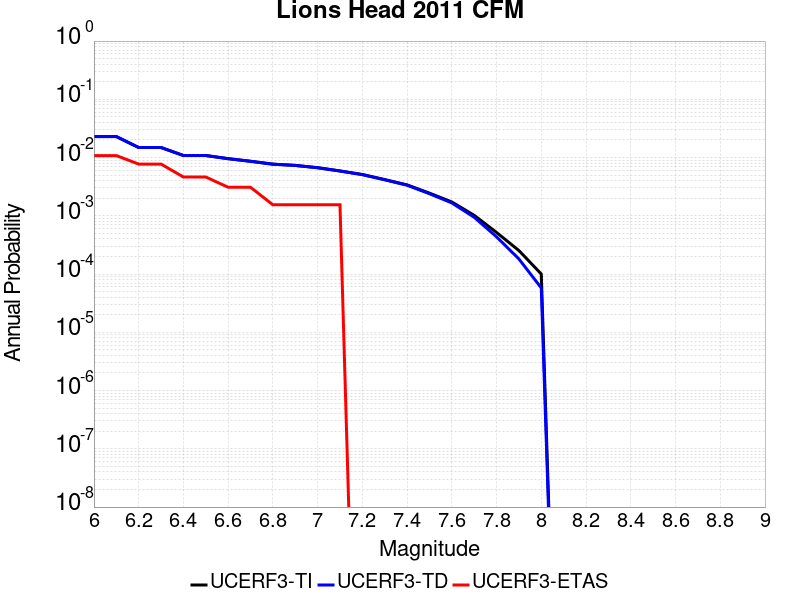 Lions Head 2011 CFM
10^0
10^-1
10^-2
10^-3
10^-4
10^-5
10^-6
10^-7
10^-8
Annual Probability
6 6.2 6.4 6.6 6.8 7 7.2 7.4 7.6 7.8 8 8.2 8.4 8.6 8.8 9
Magnitude
UCERF3-TI UCERF3-TD UCERF3-ETAS